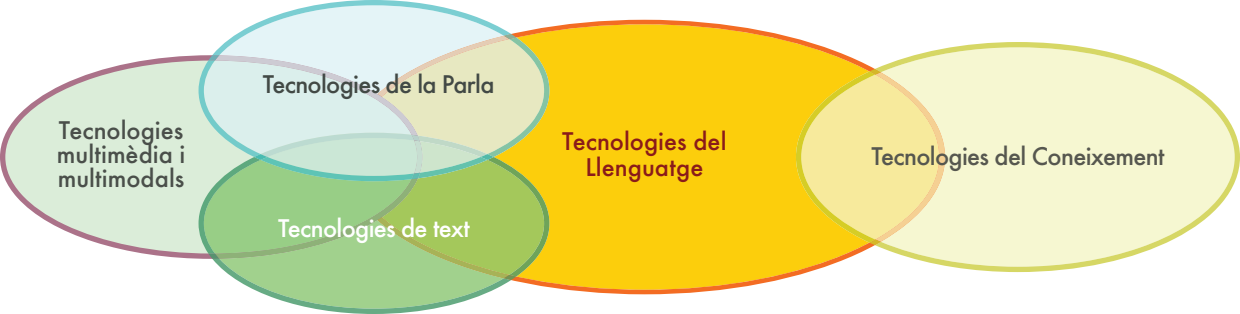 Tecnologies de la Parla
Tecnologies
multimèdia i
multimodals
Tecnologies de text
Tecnologies del
Llenguatge
Tecnologies del Coneixement